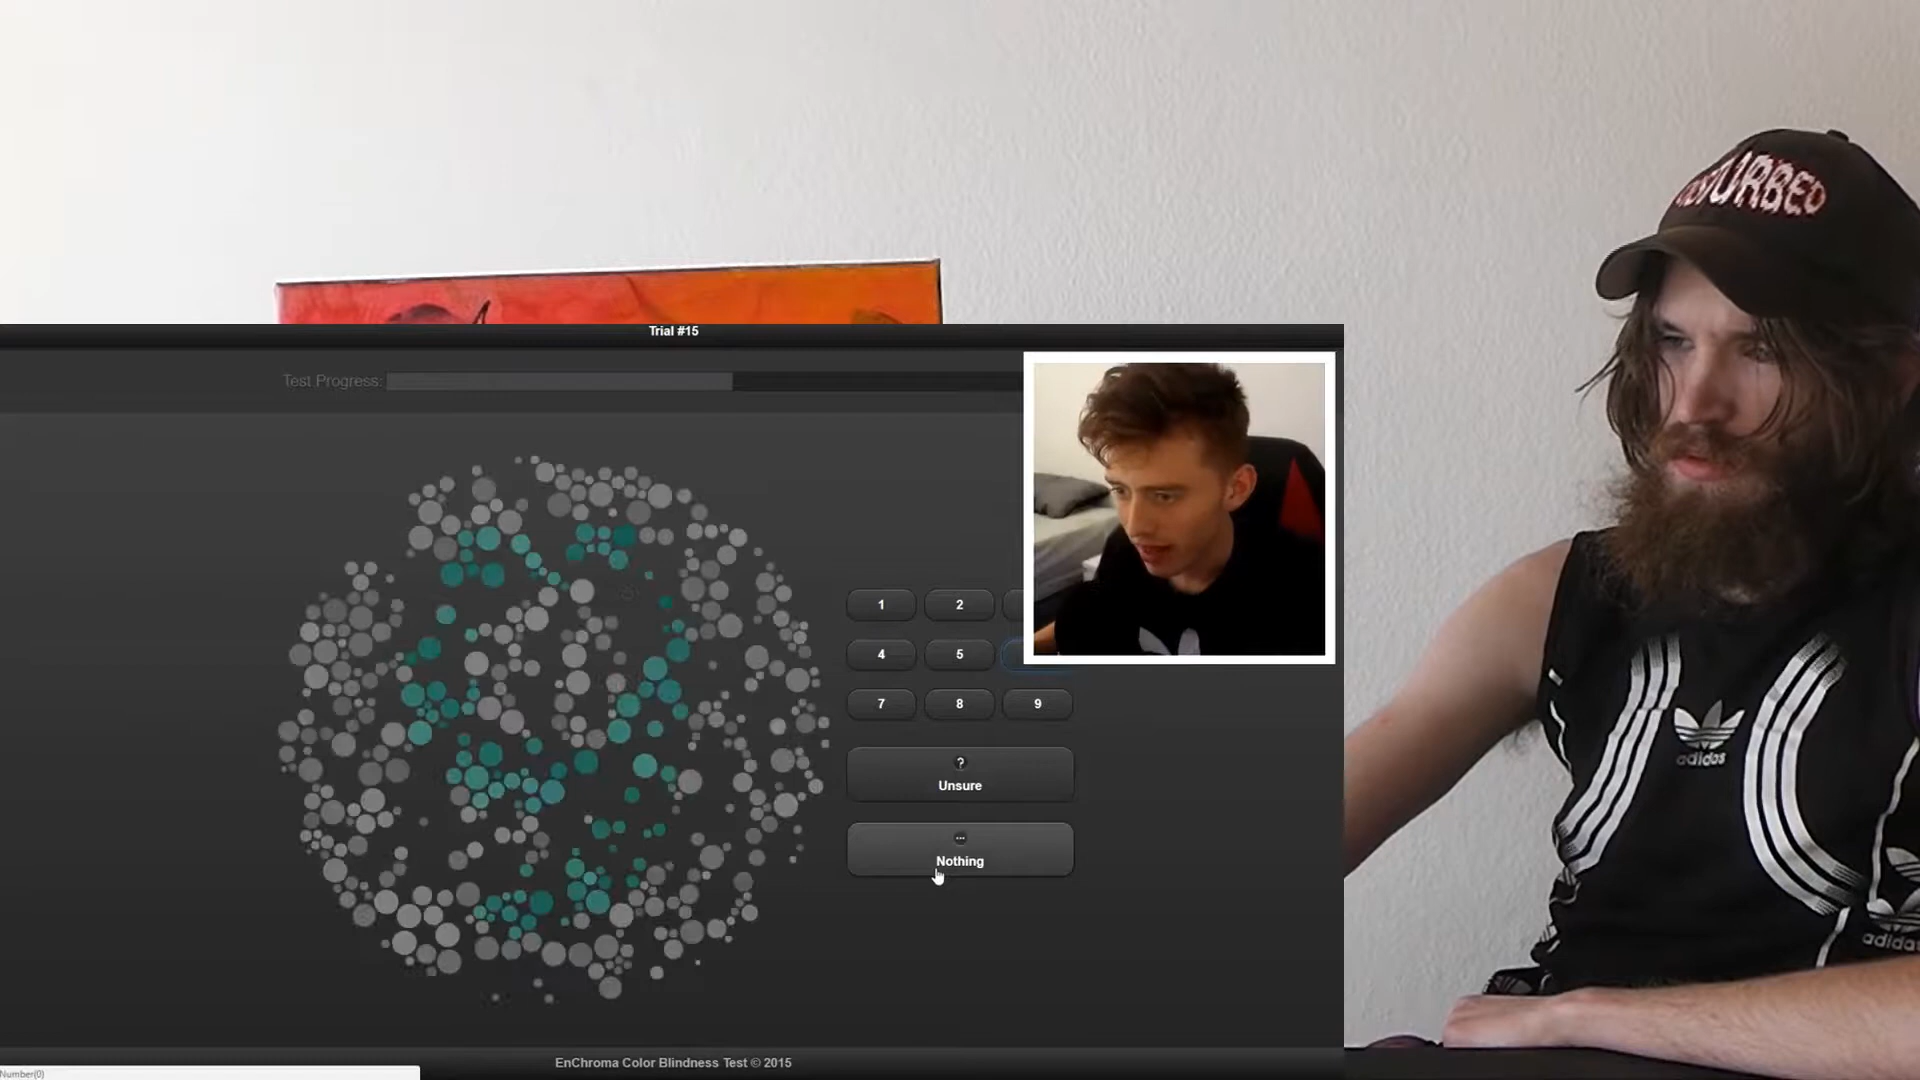 DISTURBED
Trial #15
Test Progress:
1 2
4 5
7 8 9
?
Unsure
Nothing
adidas
adidas
EnChroma Color Blindness Test © 2015
Number(0)